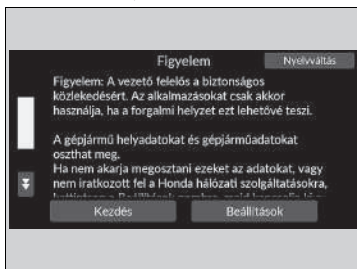 Figyelem
Nyelvváltás
Figyelem: A vezető felelős a biztonságos
közlekedésért. Az alkalmazásokat csak akkor
használja, ha a forgalmi helyzet ezt lehetővé teszi.
A gépjármű helyadatokat és gépjárműadatokat
oszthat meg.
Ha nem akarja megosztani ezeket az adatokat, vagy
nem iratkozott fel a Honda hálózati szolgáltatásokra,
Kezdés
Beállítások